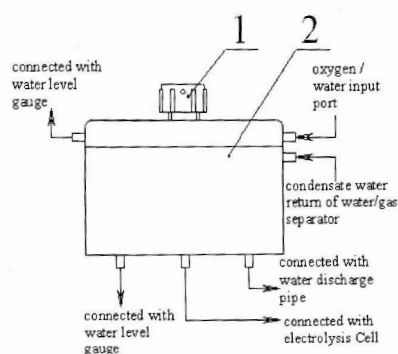 1
2
connected with
water level
gauge
oxygen /
water input
port
condensate water
return of water/gas
separator
connected with
water discharge
pipe
connected with
water level
gauge
connected with
electrolysis Cell